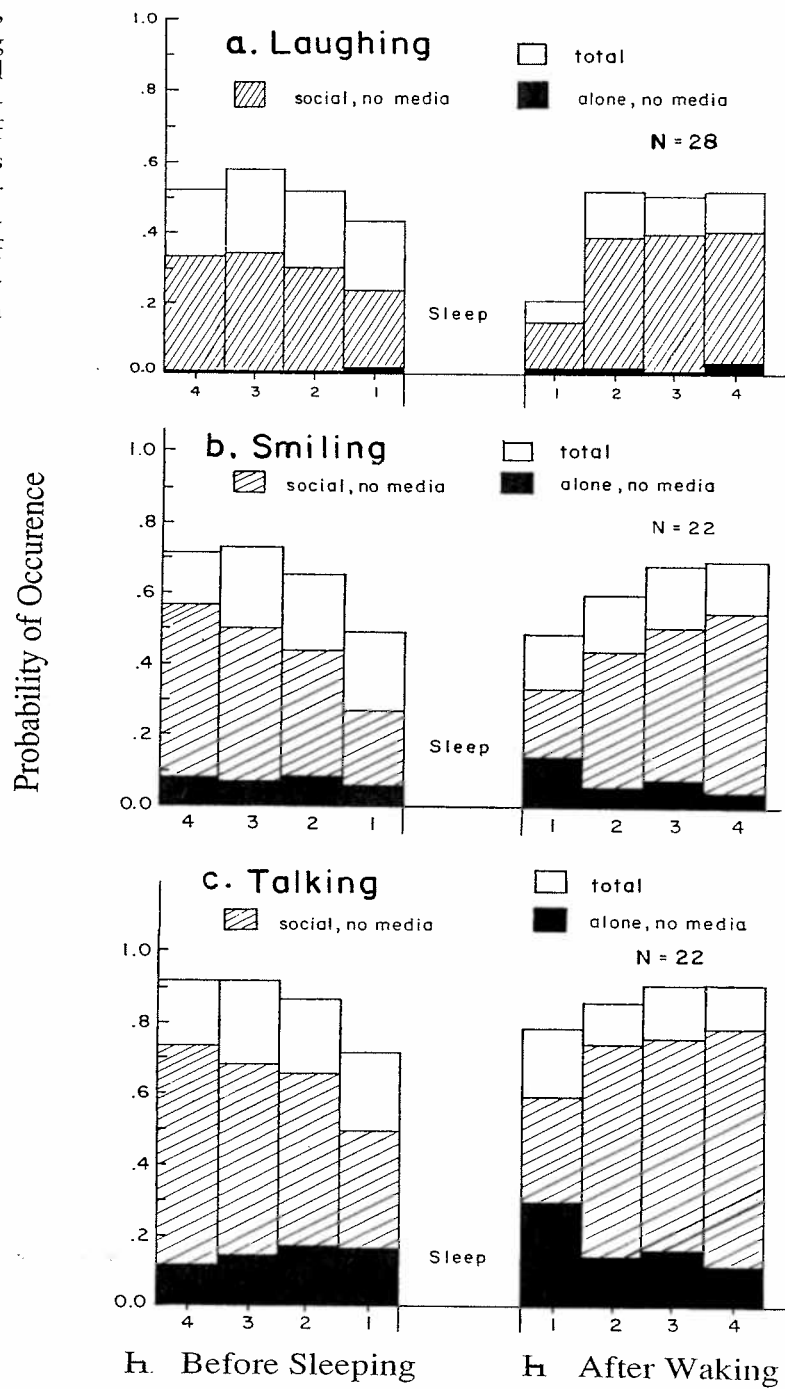 1.0
a. Laughing
total
.8
social, no media
alone, no media
.6
N = 28
.4
.2
Sleep
0.0
4 3 2 1
1 2 3 4
Probability of Occurence
1.0
b. Smiling
total
social, no media
alone, no media
.8
N = 22
.6
.4
.2
Sleep
0.0
4 3 2 1
1 2 3 4
c. Talking
total
social, no media
alone, no media
1.0
N = 22
.8
.6
.4
.2
Sleep
0.0
4 3 2 1
1 2 3 4
h Before Sleeping
h After Waking